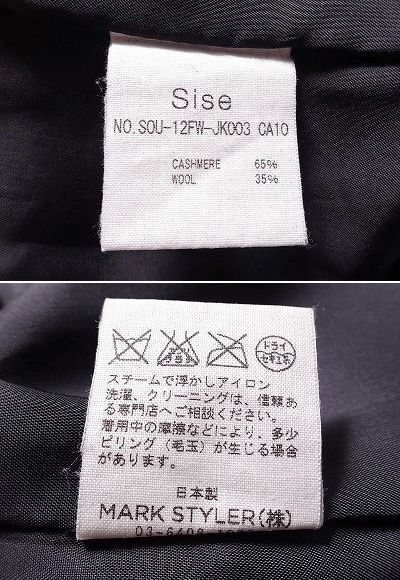 Sise
NO.SOU-12FW-JK003 CA10
CASHMERE 65%
WOOL 35%
ドライ
セキユ系
スチームで浮かしアイロン
洗濯、クリーニングは、信頼あ
る専門店へご相談ください。
着用中の摩擦などにより、多少
ピリング(毛玉)が生じる場合
があります。
日本製
MARK STYLER(株)